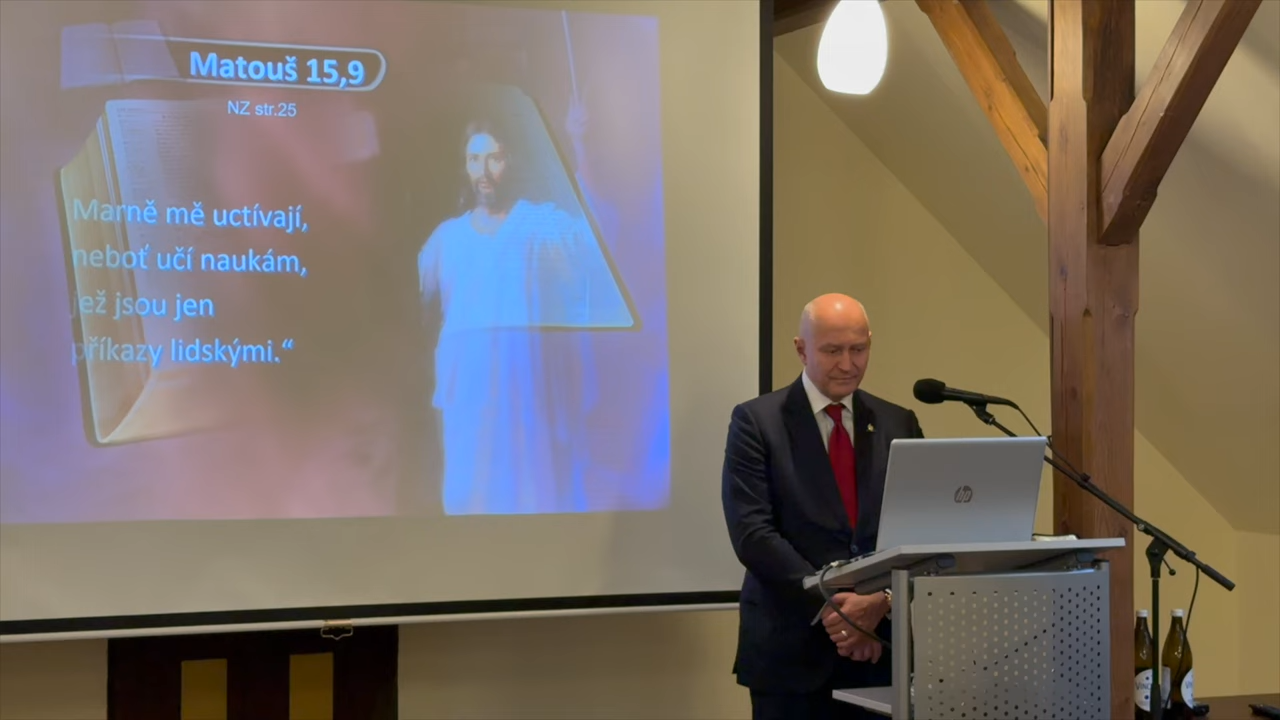 Matouš 15,9
NZ str.25
Marně mě uctívají,
neboť učí naukám,
jež jsou jen
příkazy lidskými.“
hp